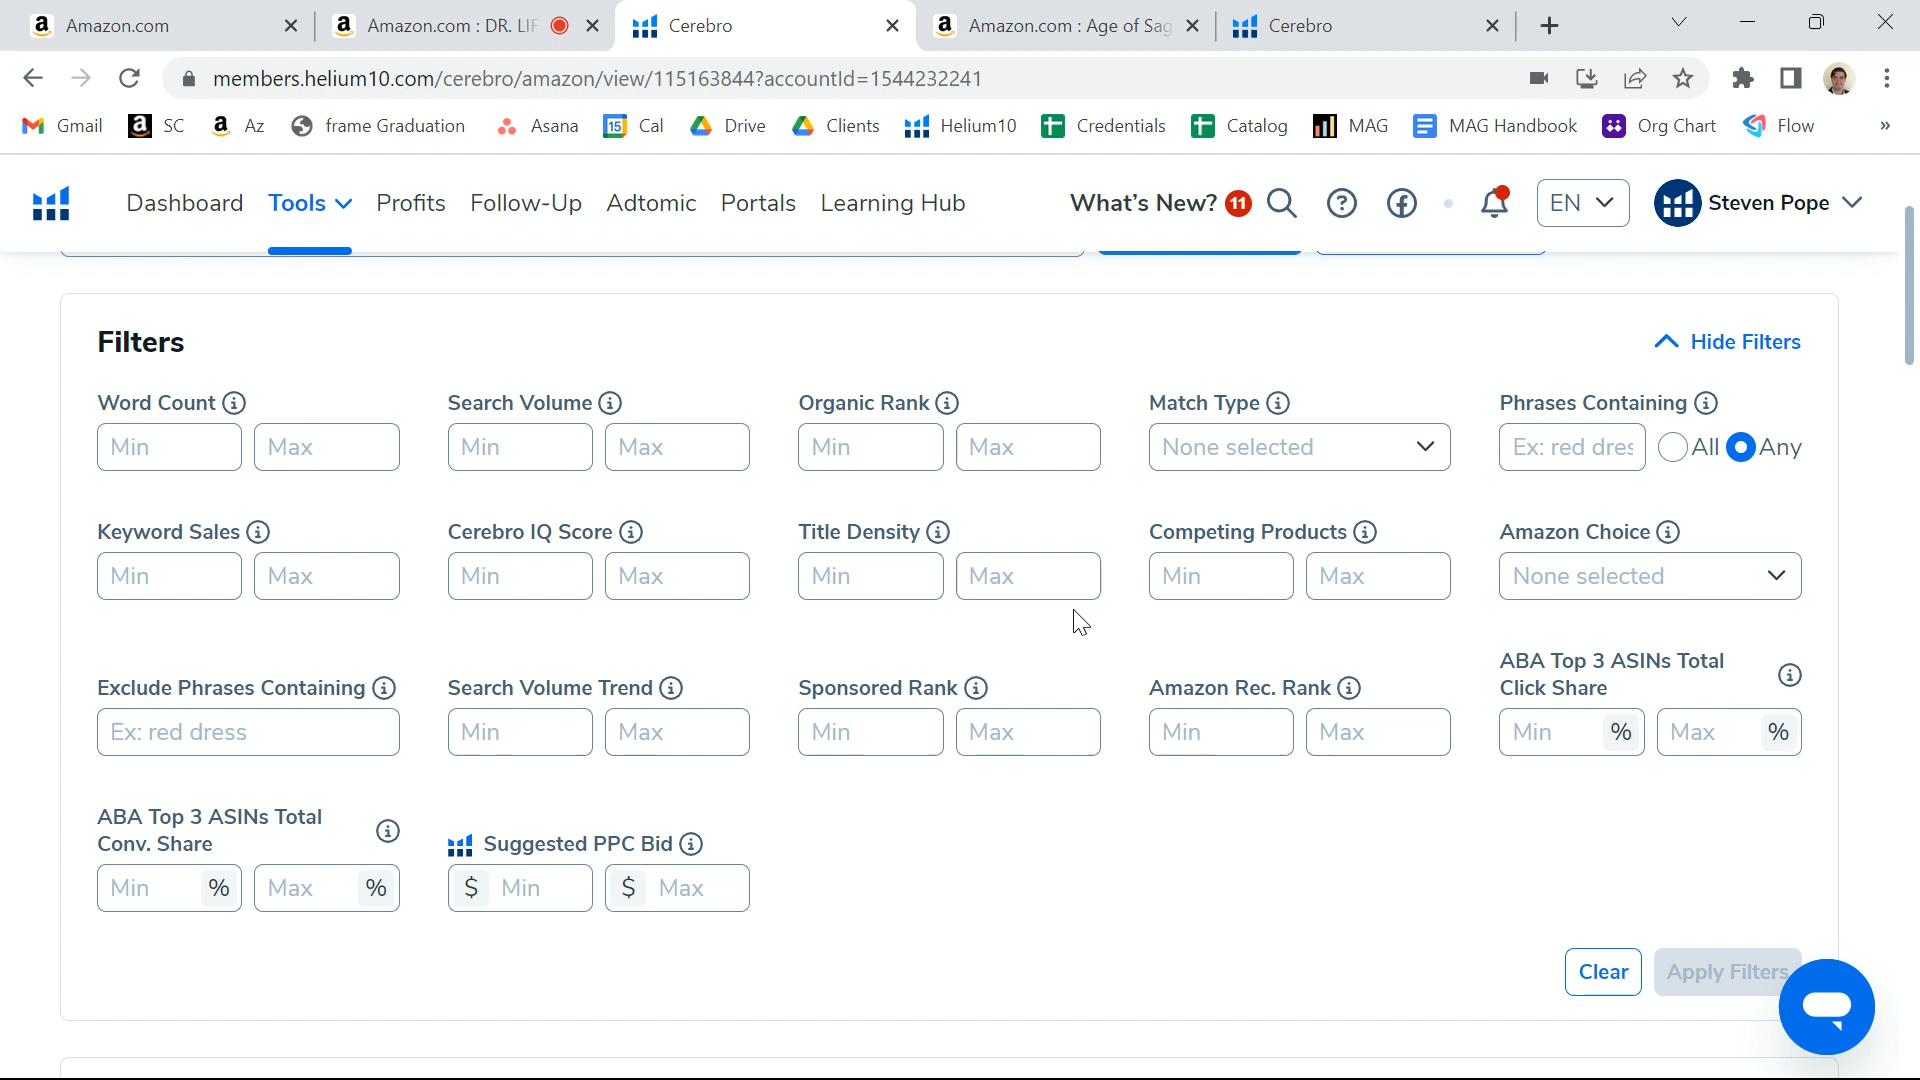 Amazon.com
Amazon.com : DR. LIF
Cerebro
Amazon.com : Age of Sag
Cerebro
members.helium10.com/cerebro/amazon/view/115163844?accountId=1544232241
Gmail SC Az frame Graduation Asana 15 Cal Drive Clients Helium10 Credentials Catalog MAG MAG Handbook Org Chart Flow »
Dashboard Tools Profits Follow-Up Adtomic Portals Learning Hub What's New? 11 EN Steven Pope
Filters Hide Filters
Word Count Search Volume Organic Rank Match Type Phrases Containing
Min Max Min Max Min Max None selected Ex: red dres All Any
Keyword Sales Cerebro IQ Score Title Density Competing Products Amazon Choice
Min Max Min Max Min Max Min Max None selected
ABA Top 3 ASINs Total
Exclude Phrases Containing Search Volume Trend Sponsored Rank Amazon Rec. Rank Click Share
Ex: red dress Min Max Min Max Min Max Min % Max %
ABA Top 3 ASINs Total
Conv. Share Suggested PPC Bid
Min % Max % $ Min $ Max
Clear Apply Filters